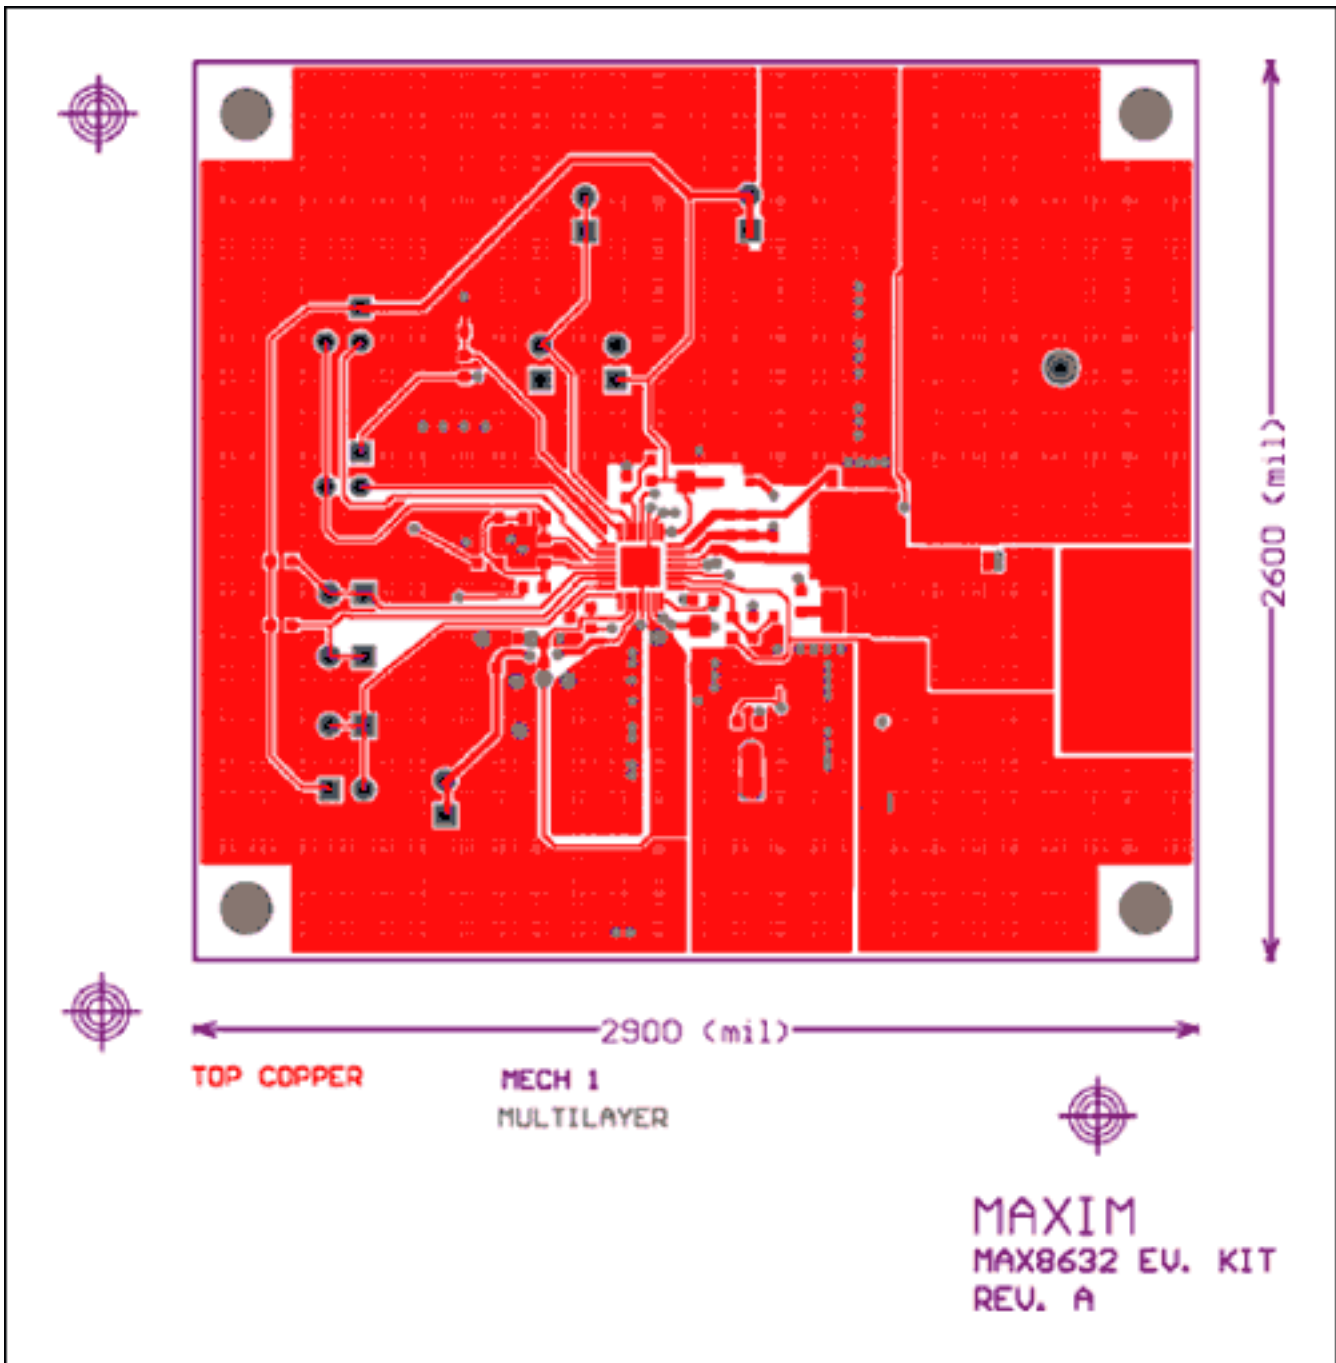 2600 (mil)
2900 (mil)
TOP COPPER
MECH 1
MULTILAYER
MAXIM
MAX8632 EV. KIT
REV. A